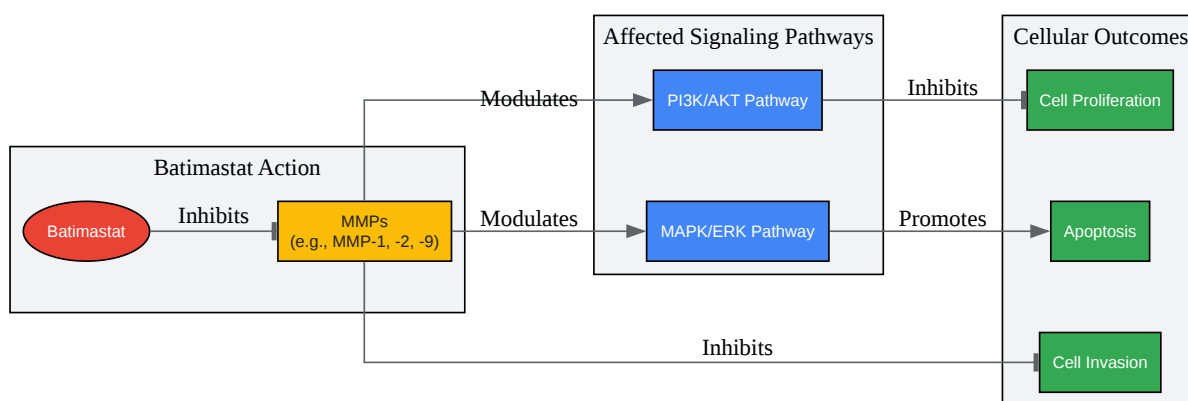 Affected Signaling Pathways
Cellular Outcomes
Modulates
PI3K/AKT Pathway
Inhibits
Cell Proliferation
Batimastat Action
Batimastat
Inhibits
MMPs
(e.g., MMP-1, -2, -9)
Modulates
MAPK/ERK Pathway
Promotes
Apoptosis
Inhibits
Cell Invasion